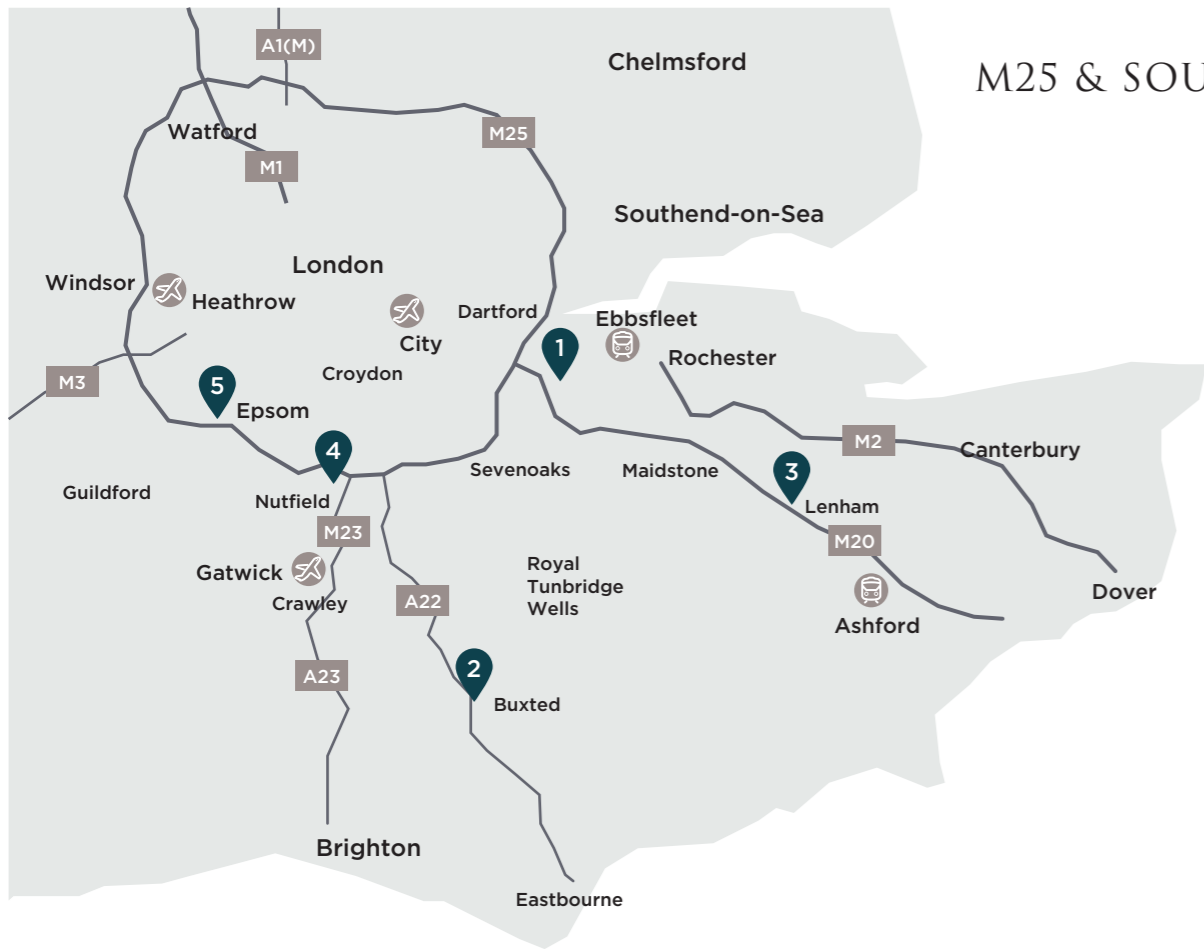 A1(M)
Chelmsford
M25 & SOU
Watford
M25
M1
Southend-on-Sea
London
Windsor
Heathrow
Dartford
Ebbsfleet
City
1
Rochester
Croydon
M3
5
Epsom
4
M2
Canterbury
Sevenoaks
Maidstone
3
Guildford
Nutfield
Lenham
M23
M20
Gatwick
Royal
Tunbridge
Wells
Crawley
A22
Dover
Ashford
2
A23
Buxted
Brighton
Eastbourne